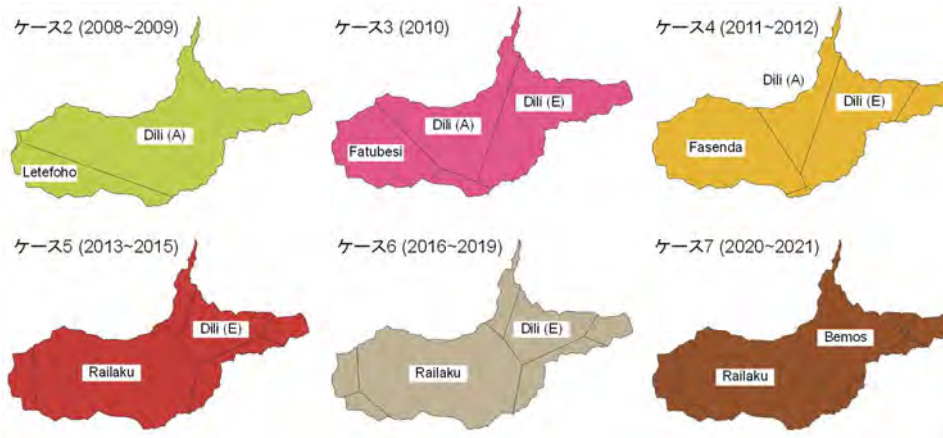 ケース2 (2008~2009)
Dili (A)
Letefoho
ケース3 (2010)
Dili (E)
Dili (A)
Fatubesi
ケース4 (2011~2012)
Dili (A)
Dili (E)
Fasenda
ケース5 (2013~2015)
Dili (E)
Railaku
ケース6 (2016~2019)
Dili (E)
Railaku
ケース7 (2020~2021)
Bemos
Railaku